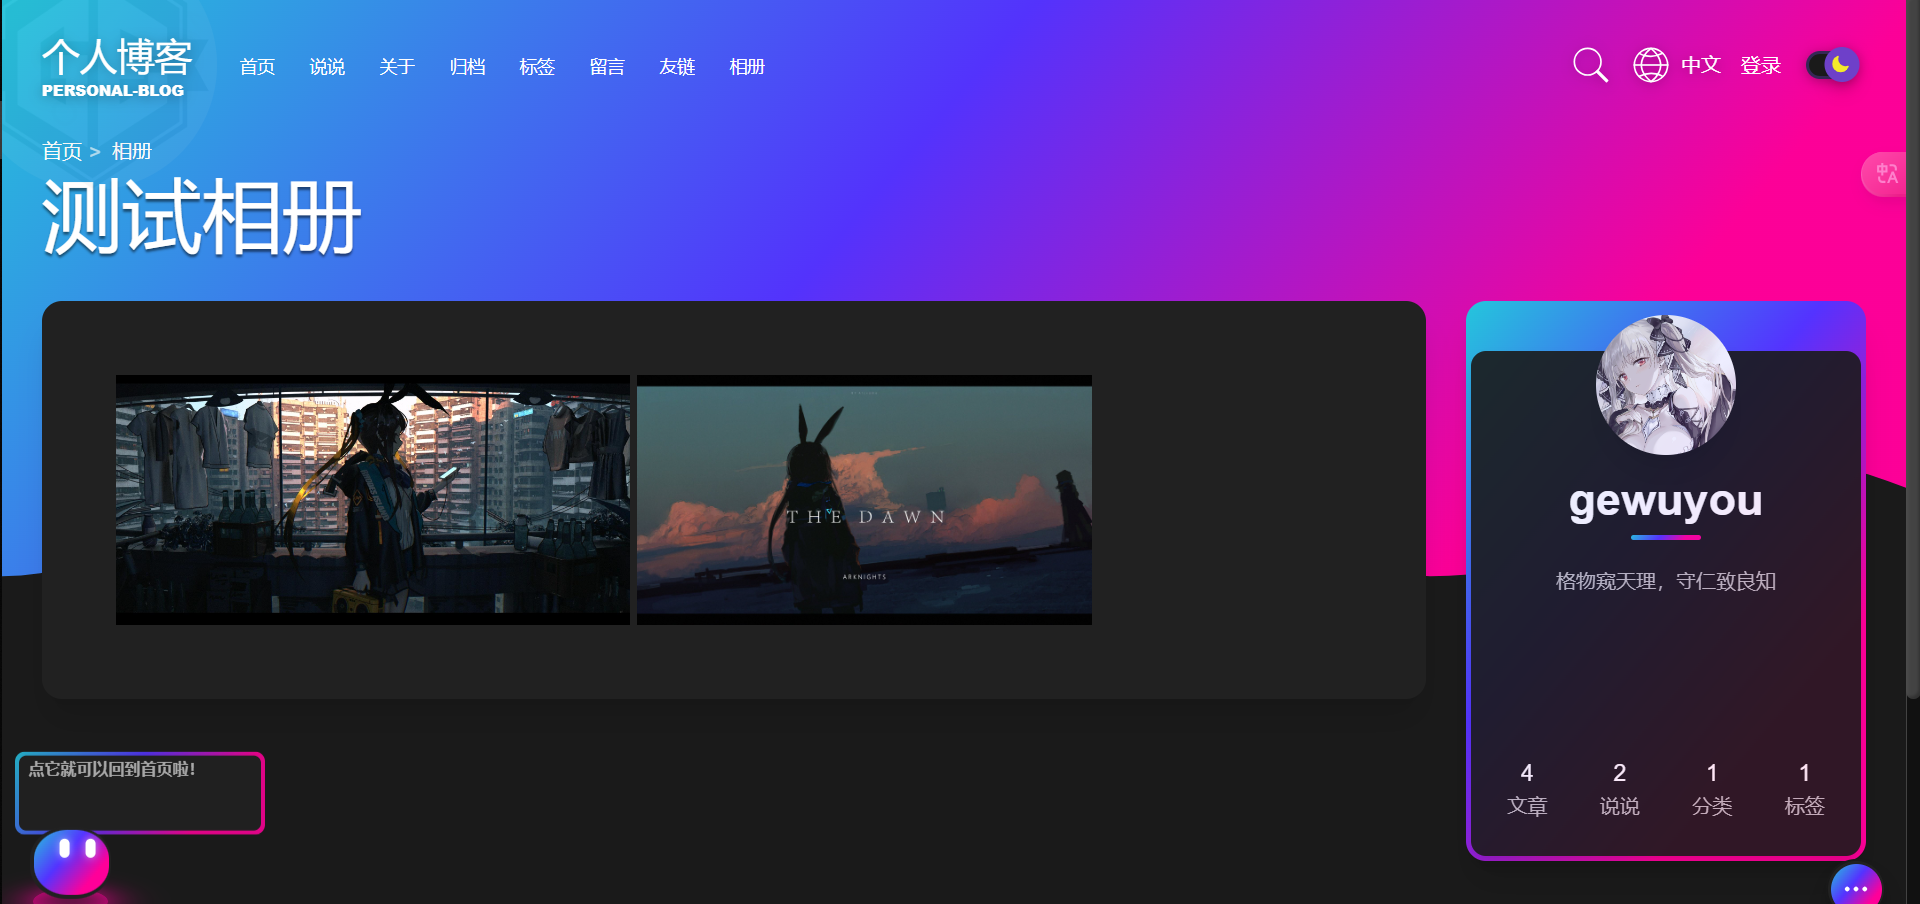 个人博客
PERSONAL-BLOG
首页 说说 关于 归档 标签 留言 友链 相册
中文 登录
首页 > 相册
测试相册
THE DAWN
ARKNIGHTS
gewuyou
格物窥天理，守仁致良知
4 2 1 1
文章 说说 分类 标签
点它就可以回到首页啦!